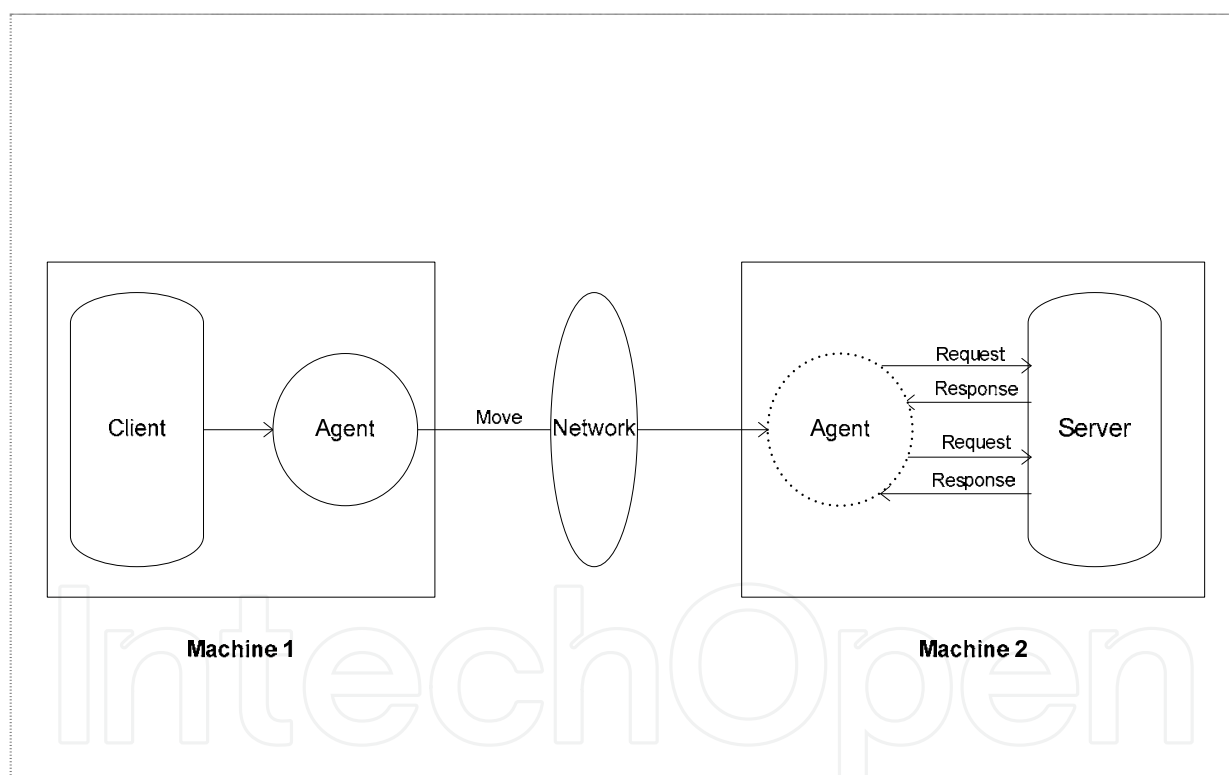 Client
Agent
Move
Network
Agent
Request
Response
Request
Response
Server
Machine 1
Machine 2
IntechOpen